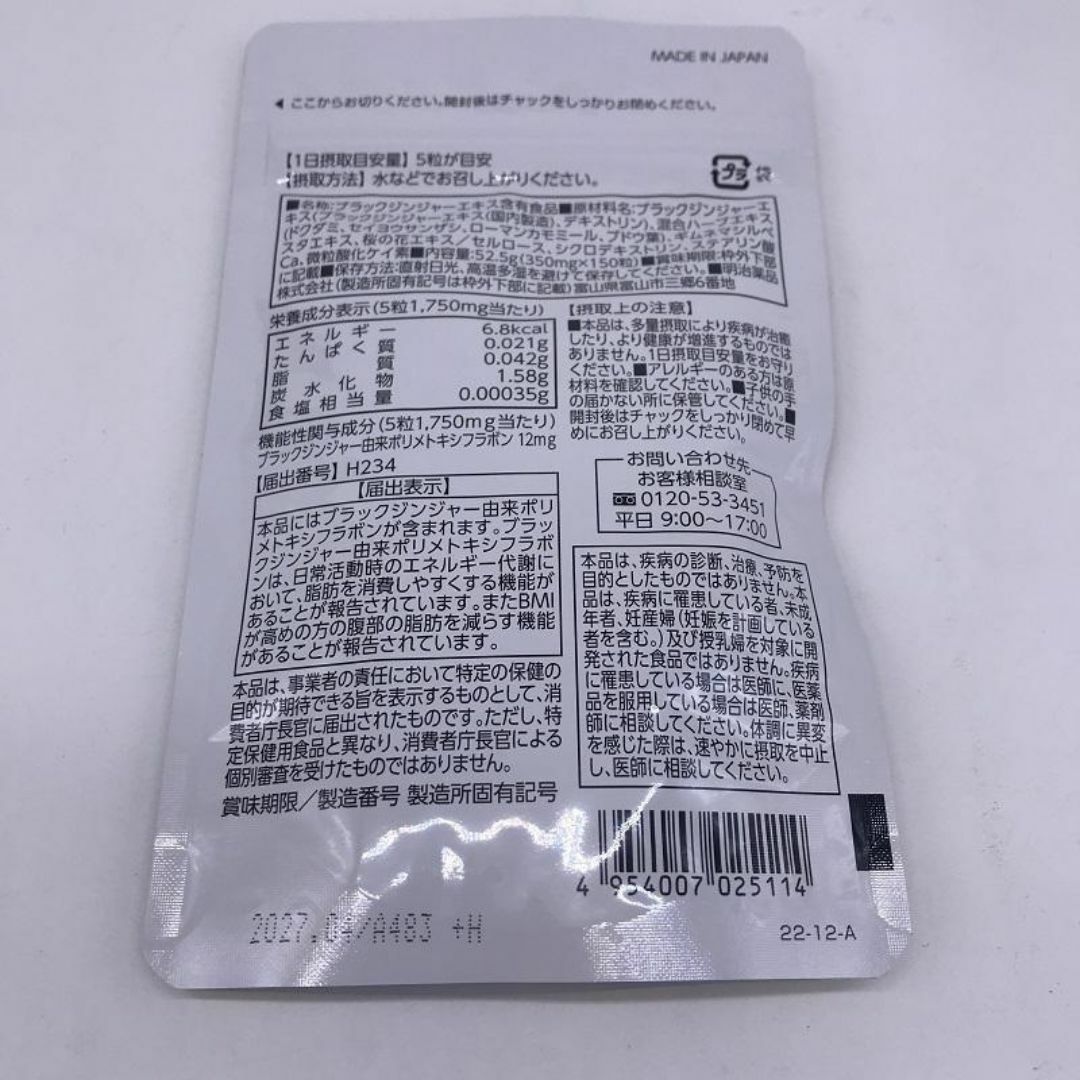 MADE IN JAPAN
◀ ここからお切りください。開封後はチャックをしっかりお閉めください。
【1日摂取目安量】5粒が目安
【摂取方法】水などでお召し上がりください。
プラ
■名称:ブラックジンジャーエキス含有食品■原材料名:ブラックジンジャーエ
キス(ブラックジンジャーエキス(国内製造)、デキストリン)、混合ハーブエキス
(ドクダミ、セイヨウサンザシ、ローマンカモミール、ブドウ葉)、ギムネマシルベ
スタエキス、桜の花エキス/セルロース、シクロデキストリン、ステアリン酸
Ca、微粒酸化ケイ素■内容量:52.5g(350mg×150粒)■賞味期限:枠外下部
に記載■保存方法:直射日光、高温多湿を避けて保存してください。■明治薬品
株式会社(製造所固有記号は枠外下部に記載)富山県富山市三郷6番地
栄養成分表示(5粒1,750mg当たり)
エネルギー 6.8kcal
たんぱく質 0.021g
脂質 0.042g
炭水化物 1.58g
食塩相当量 0.00035g
機能性関与成分(5粒1,750mg当たり)
ブラックジンジャー由来ポリメトキシフラボン 12mg
【届出番号】H234
【届出表示】
本品にはブラックジンジャー由来ポリ
メトキシフラボンが含まれます。ブラッ
クジンジャー由来ポリメトキシフラボ
ンは、日常活動時のエネルギー代謝に
おいて、脂肪を消費しやすくする機能が
あることが報告されています。またBMI
が高めの方の腹部の脂肪を減らす機能
があることが報告されています。
本品は、事業者の責任において特定の保健の
目的が期待できる旨を表示するものとして、消
費者庁長官に届出されたものです。ただし、特
定保健用食品と異なり、消費者庁長官による
個別審査を受けたものではありません。
賞味期限/製造番号 製造所固有記号
【摂取上の注意】
■本品は、多量摂取により疾病が治癒
したり、より健康が増進するものでは
ありません。1日摂取目安量をお守り
ください。■アレルギーのある方は原
材料を確認してください。■子供の手
の届かない所に保管してください。■
開封後はチャックをしっかり閉めて早
めにお召し上がりください。
お問い合わせ先
お客様相談室
0120-53-3451
平日 9:00〜17:00
本品は、疾病の診断、治療、予防を
目的としたものではありません。本
品は、疾病に罹患している者、未成
年者、妊産婦(妊娠を計画している
者を含む。)及び授乳婦を対象に開
発された食品ではありません。疾病
に罹患している場合は医師に、医薬
品を服用している場合は医師、薬剤
師に相談してください。体調に異変
を感じた際は、速やかに摂取を中止
し、医師に相談してください。
4 954007 025114
2027.04/A483 +H
22-12-A